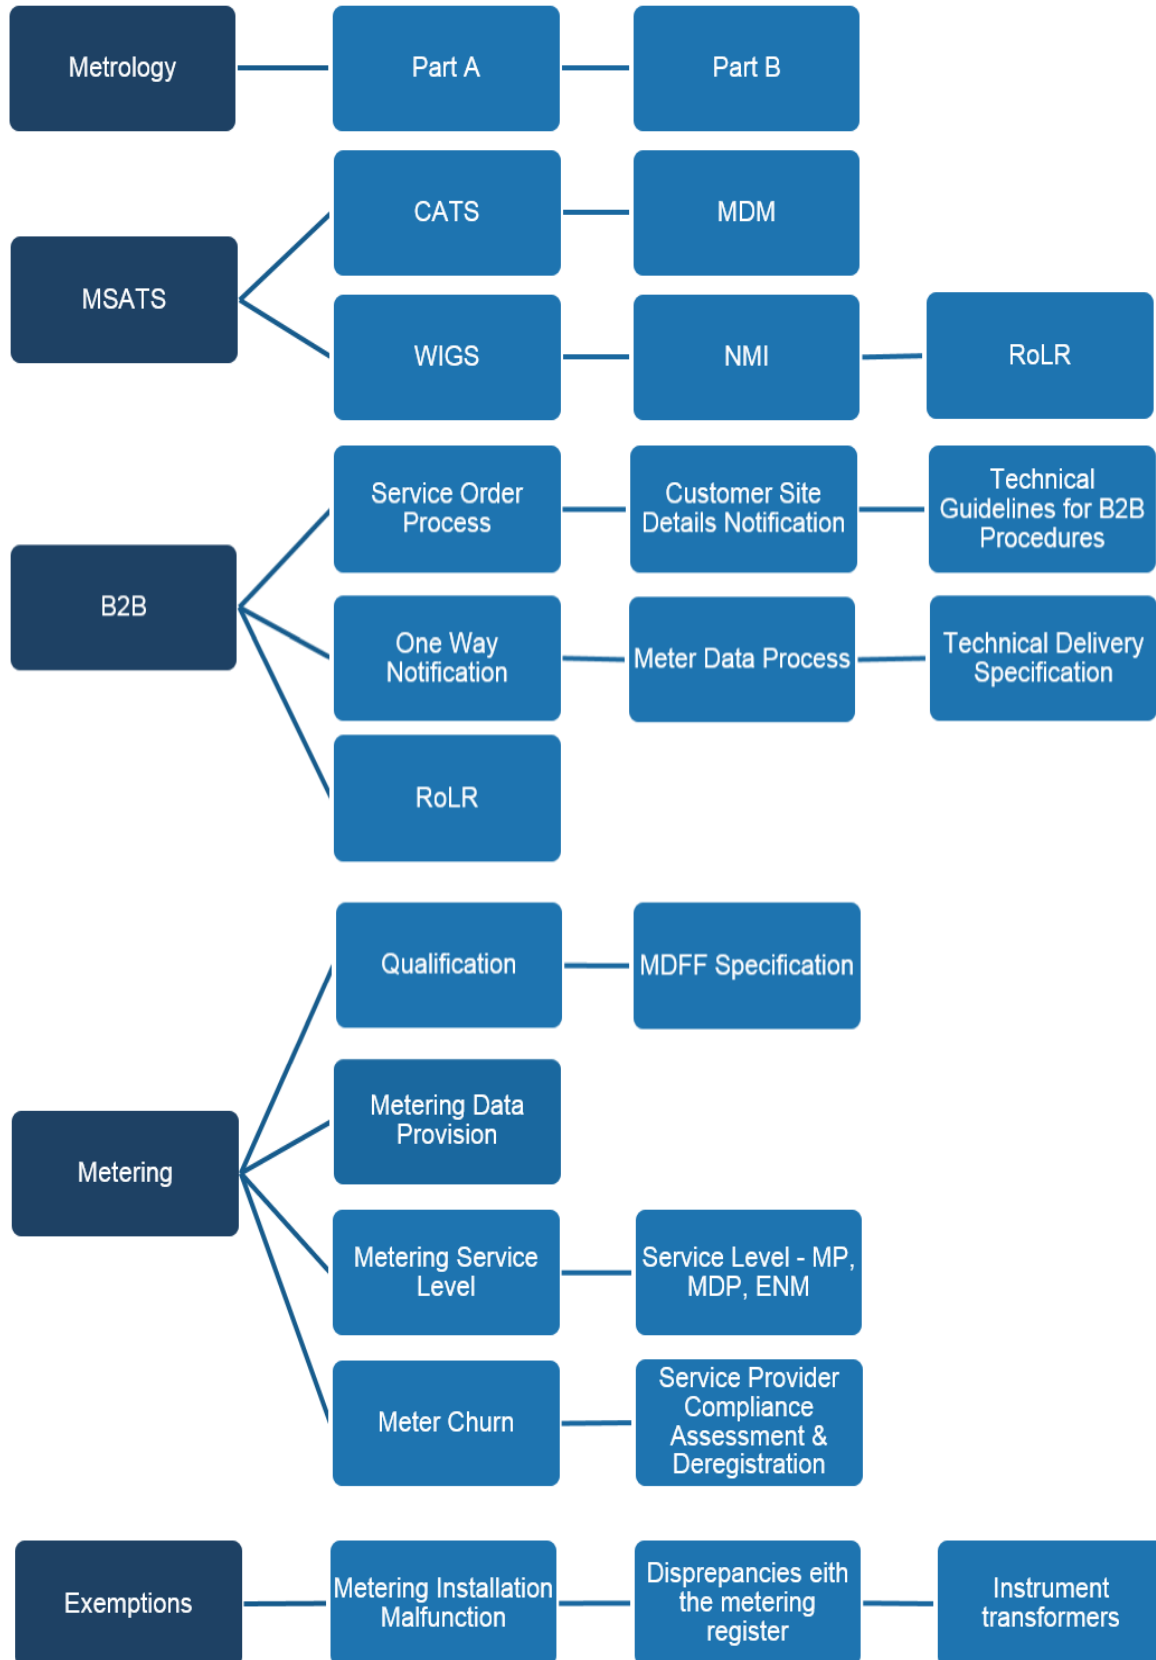 Metrology
Part A
Part B
MSATS
CATS
MDM
WIGS
NMI
RoLR
B2B
Service Order
Process
Customer Site
Details Notification
Technical
Guidelines for B2B
Procedures
One Way
Notification
Meter Data Process
Technical Delivery
Specification
RoLR
Metering
Qualification
MDFF Specification
Metering Data
Provision
Metering Service
Level
Service Level - MP,
MDP, ENM
Meter Churn
Service Provider
Compliance
Assessment &
Deregistration
Exemptions
Metering Installation
Malfunction
Disprepancies eith
the metering
register
Instrument
transformers